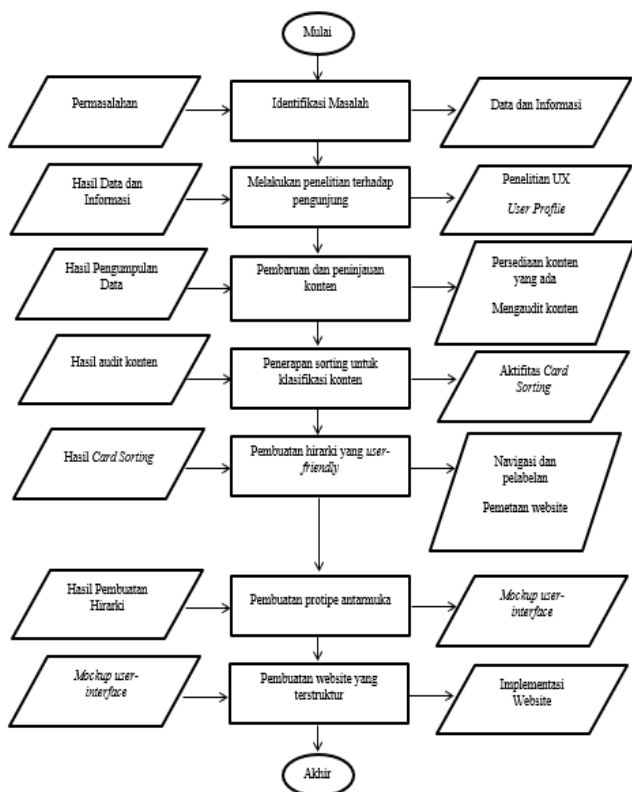 Mulai
Permasalahan
Identifikasi Masalah
Data dan Informasi
Hasil Data dan
Informasi
Melakukan penelitian terhadap
pengunjung
Penelitian UX
User Profile
Hasil Pengumpulan
Data
Pembaruan dan peninjauan
konten
Persediaan konten
yang ada
Mengaudit konten
Hasil audit konten
Penerapan sorting untuk
klasifikasi konten
Aktifitas Card
Sorting
Hasil Card Sorting
Pembuatan hirarki yang user-
friendly
Navigasi dan
pelabelan
Pemetaan website
Hasil Pembuatan
Hirarki
Pembuatan protipe antarmuka
Mockup user-
interface
Mockup user-
interface
Pembuatan website yang
terstruktur
Implementasi
Website
Akhir